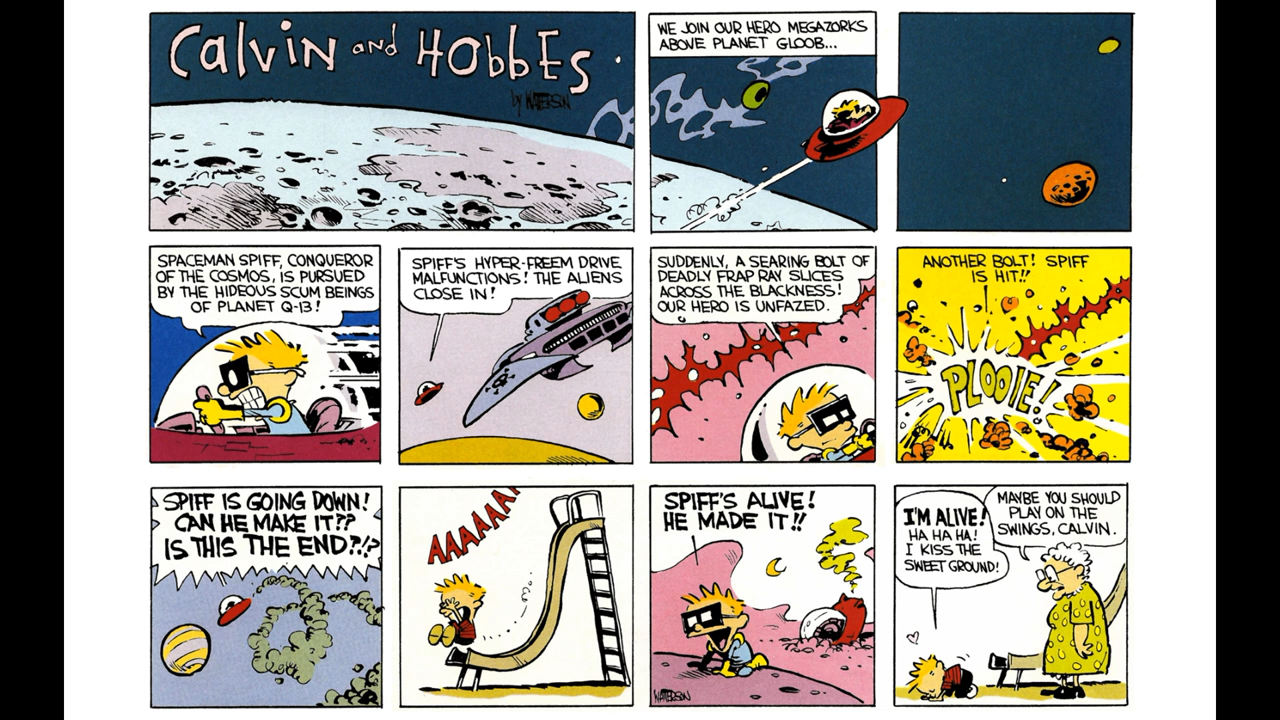 Calvin and HobbEs
by WATERSON
WE JOIN OUR HERO MEGAZORKS
ABOVE PLANET GLOOB...
SPACEMAN SPIFF, CONQUEROR
OF THE COSMOS, IS PURSUED
BY THE HIDEOUS SCUM BEINGS
OF PLANET Q-13!
SPIFF'S HYPER-FREEM DRIVE
MALFUNCTIONS! THE ALIENS
CLOSE IN!
SUDDENLY, A SEARING BOLT OF
DEADLY FRAP RAY SLICES
ACROSS THE BLACKNESS!
OUR HERO IS UNFAZED.
ANOTHER BOLT! SPIFF
IS HIT!!
PLOOIE!
SPIFF IS GOING DOWN!
CAN HE MAKE IT??
IS THIS THE END?!?
AAAAAAA
SPIFF'S ALIVE!
HE MADE IT!!
WATERSON
I'M ALIVE!
HA HA HA!
I KISS THE
SWEET GROUND!
MAYBE YOU SHOULD
PLAY ON THE
SWINGS, CALVIN.